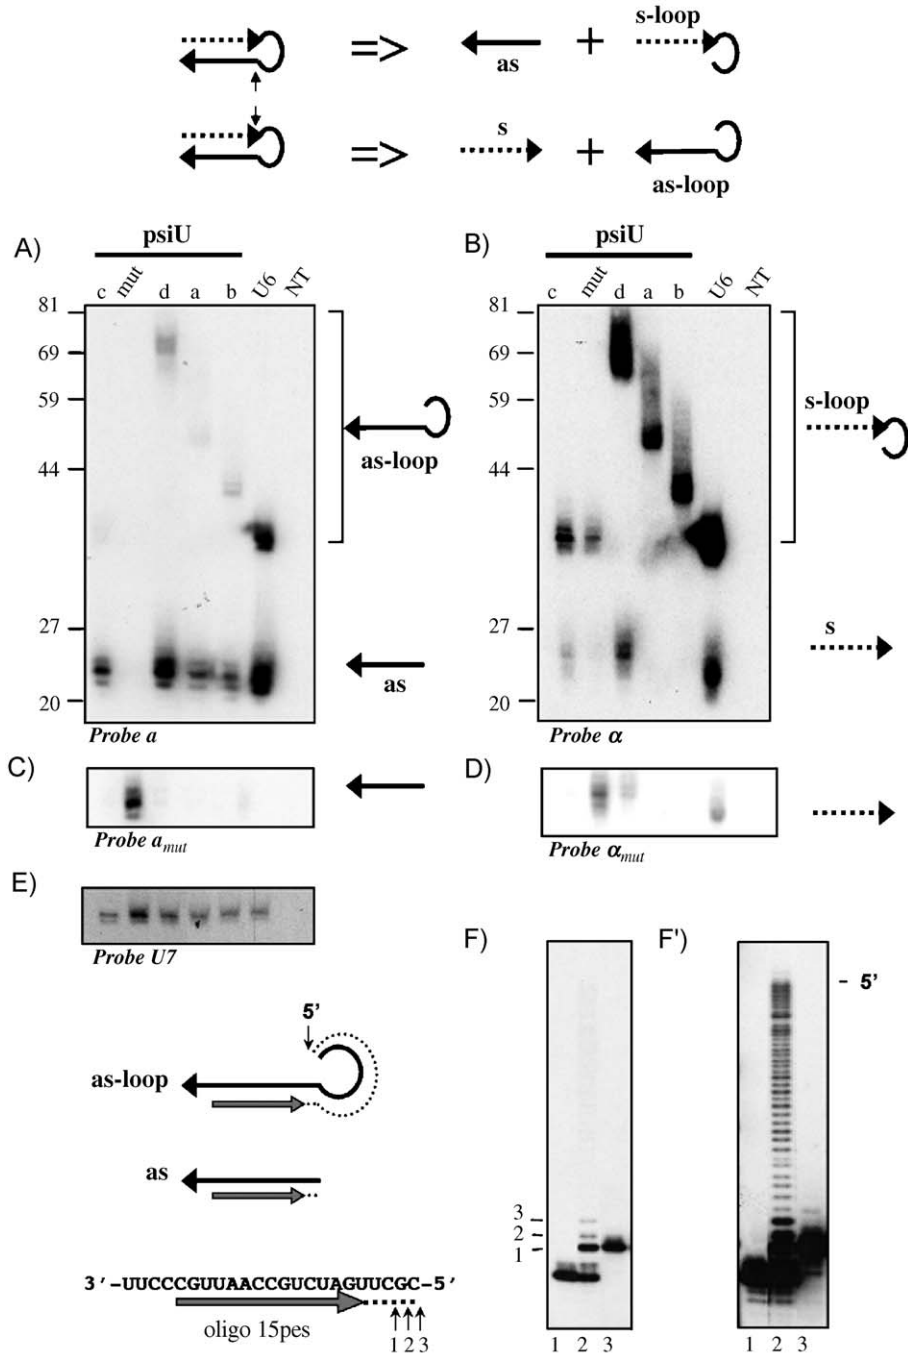 s-loop
=> + 
as
s
=> +
as-loop
A) psiU
c mut d a b U6 NT
81
69
59
44
27
20
as-loop
as
Probe a
B) psiU
c mut d a b U6 NT
81
69
59
44
27
20
s-loop
s
Probe α
C)
Probe amut
D)
Probe αmut
E)
Probe U7
5'
as-loop
as
3'-UUCCCGUUAACCGUCUAGUUCGC-5'
oligo 15pes
1 2 3
F)
3
2
1
1 2 3
F')
- 5'
1 2 3